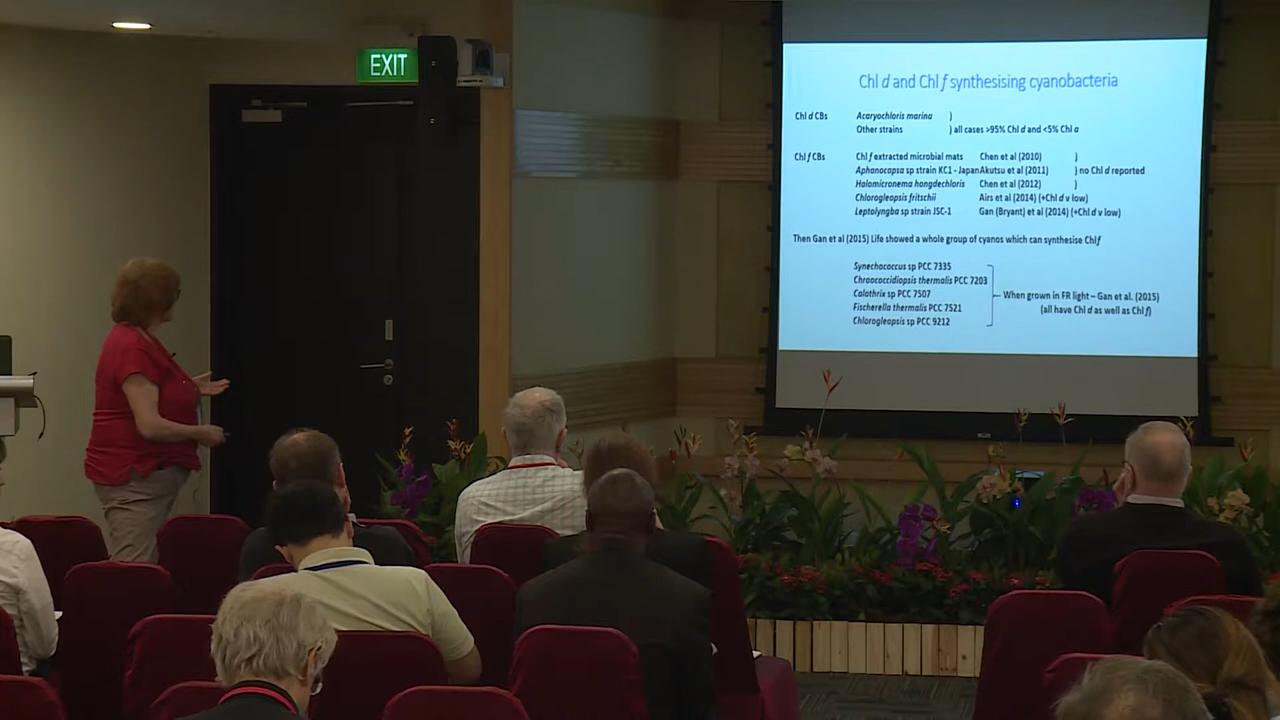 EXIT
Chl d and Chl f synthesising cyanobacteria
Chl d CBs Acaryochloris marina )
Other strains ) all cases >95% Chl d and <5% Chl a
Chl f CBs Chl f extracted microbial mats Chen et al (2010) )
Aphanocapsa sp strain KC1 - Japan Akutsu et al (2011) ) no Chl d reported
Halomicronema hongdechloris Chen et al (2012) )
Chlorogleopsis fritschii Airs et al (2014) (+Chl d v low)
Leptolyngba sp strain JSC-1 Gan (Bryant) et al (2014) (+Chl d v low)
Then Gan et al (2015) Life showed a whole group of cyanos which can synthesise Chl f
Synechococcus sp PCC 7335
Chroococcidiopsis thermalis PCC 7203
Calothrix sp PCC 7507
Fischerella thermalis PCC 7521
Chlorogleopsis sp PCC 9212
When grown in FR light – Gan et al. (2015)
(all have Chl d as well as Chl f)